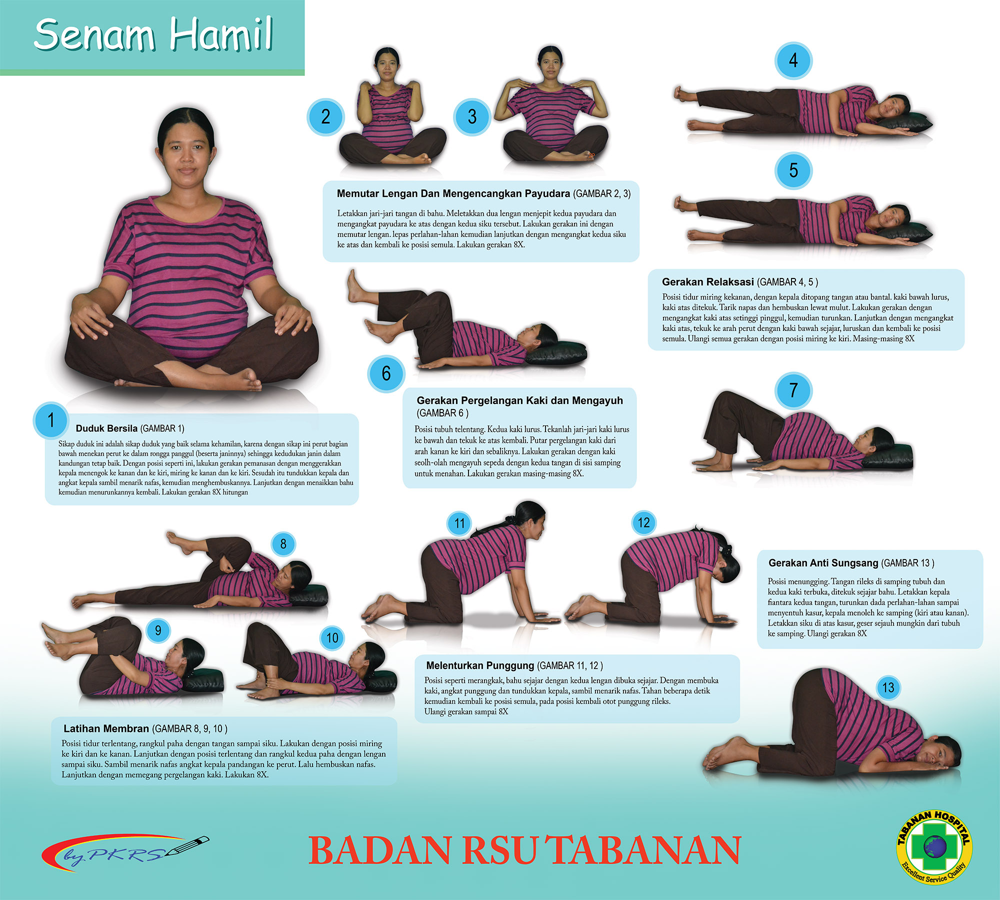 Senam Hamil
1
Duduk Bersila (GAMBAR 1)
Sikap duduk ini adalah sikap duduk yang baik selama kehamilan, karena dengan sikap ini perut bagian
bawah menekan perut ke dalam rongga panggul (beserta janinnya) sehingga kedudukan janin dalam
kandungan tetap baik. Dengan posisi seperti ini, lakukan gerakan pemanasan dengan menggerakkan
kepala menengok ke kanan dan ke kiri, miring ke kanan dan ke kiri. Sesudah itu tundukkan kepala dan
angkat kepala sambil menarik nafas, kemudian menghembuskannya. Lanjutkan dengan menaikkan bahu
kemudian menurunkannya kembali. Lakukan gerakan 8X hitungan
2
3
Memutar Lengan Dan Mengencangkan Payudara (GAMBAR 2, 3)
Letakkan jari-jari tangan di bahu. Meletakkan dua lengan menjepit kedua payudara dan
mengangkat payudara ke atas dengan kedua siku tersebut. Lakukan gerakan ini dengan
memutar lengan. lepas perlahan-lahan kemudian lanjutkan dengan mengangkat kedua siku
ke atas dan kembali ke posisi semula. Lakukan gerakan 8X.
4
5
Gerakan Relaksasi (GAMBAR 4, 5 )
Posisi tidur miring kekanan, dengan kepala ditopang tangan atau bantal. kaki bawah lurus,
kaki atas ditekuk. Tarik napas dan hembuskan lewat mulut. Lakukan gerakan dengan
mengangkat kaki atas setinggi pinggul, kemudian turunkan. Lanjutkan dengan mengangkat
kaki atas, tekuk ke arah perut dengan kaki bawah sejajar, luruskan dan kembali ke posisi
semula. Ulangi semua gerakan dengan posisi miring ke kiri. Masing-masing 8X
6
Gerakan Pergelangan Kaki dan Mengayuh
(GAMBAR 6 )
Posisi tubuh telentang. Kedua kaki lurus. Tekanlah jari-jari kaki lurus
ke bawah dan tekuk ke atas kembali. Putar pergelangan kaki dari
arah kanan ke kiri dan sebaliknya. Lakukan gerakan dengan kaki
seolh-olah mengayuh sepeda dengan kedua tangan di sisi samping
untuk menahan. Lakukan gerakan masing-masing 8X.
7
8
9
10
Latihan Membran (GAMBAR 8, 9, 10 )
Posisi tidur terlentang, rangkul paha dengan tangan sampai siku. Lakukan dengan posisi miring
ke kiri dan ke kanan. Lanjutkan dengan posisi terlentang dan rangkul kedua paha dengan lengan
sampai siku. Sambil menarik nafas angkat kepala pandangan ke perut. Lalu hembuskan nafas.
Lanjutkan dengan memegang pergelangan kaki. Lakukan 8X.
11
12
Melenturkan Punggung (GAMBAR 11, 12 )
Posisi seperti merangkak, bahu sejajar dengan kedua lengan dibuka sejajar. Dengan membuka
kaki, angkat punggung dan tundukkan kepala, sambil menarik nafas. Tahan beberapa detik
kemudian kembali ke posisi semula, pada posisi kembali otot punggung rileks.
Ulangi gerakan sampai 8X
Gerakan Anti Sungsang (GAMBAR 13 )
Posisi menungging. Tangan rileks di samping tubuh dan
kedua kaki terbuka, ditekuk sejajar bahu. Letakkan kepala
fiantara kedua tangan, turunkan dada perlahan-lahan sampai
menyentuh kasur, kepala menoleh ke samping (kiri atau kanan).
Letakkan siku di atas kasur, geser sejauh mungkin dari tubuh
ke samping. Ulangi gerakan 8X
13
by PKRS
BADAN RSU TABANAN
TABANAN HOSPITAL
Excellent Service Quality